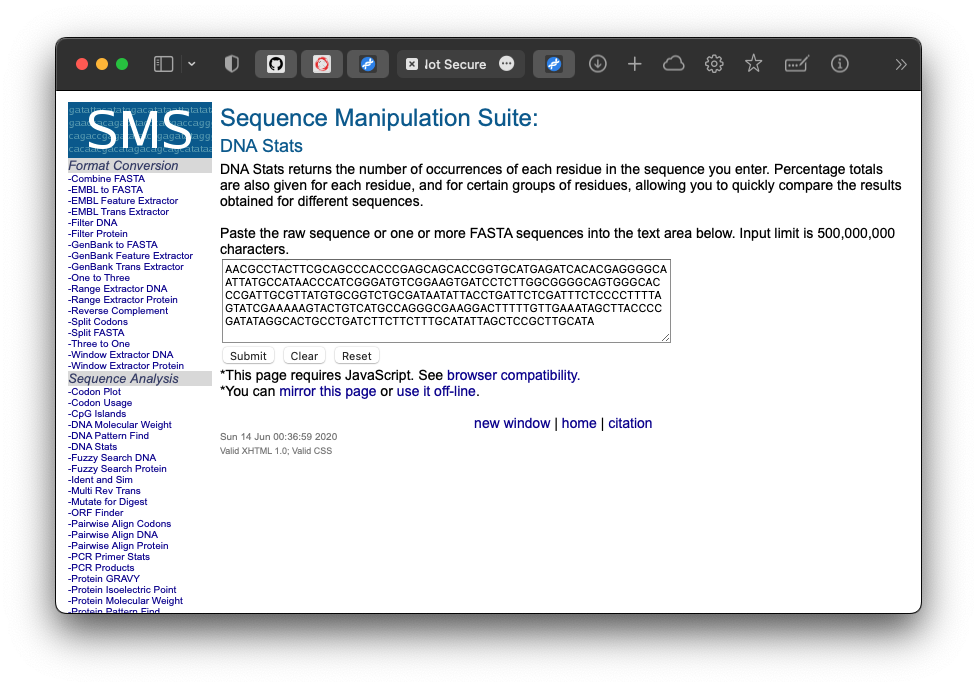 Not Secure
SMS
Sequence Manipulation Suite:
DNA Stats
DNA Stats returns the number of occurrences of each residue in the sequence you enter. Percentage totals
are also given for each residue, and for certain groups of residues, allowing you to quickly compare the results
obtained for different sequences.
Paste the raw sequence or one or more FASTA sequences into the text area below. Input limit is 500,000,000
characters.
AACGCCTACTTCGCAGCCCACCCGAGCAGCACCGGTGCATGAGATCACACGAGGGGCA
ATTATGCCATAACCCATCGGGATGTCGGAAGTGATCCTCTTGGCGGGGCAGTGGGCAC
CCGATTGCGTTATGTGCGGTCTGCGATAATATTACCTGATTCTCGATTTCTCCCCTTTTA
GTATCGAAAAAGTACTGTCATGCCAGGGCGAAGGACTTTTTGTTGAAATAGCTTACCCC
GATATAGGCACTGCCTGATCTTCTTCTTTGCATATTAGCTCCGCTTGCATA
Submit Clear Reset
*This page requires JavaScript. See browser compatibility.
*You can mirror this page or use it off-line.
new window | home | citation
Sun 14 Jun 00:36:59 2020
Valid XHTML 1.0; Valid CSS
Format Conversion
-Combine FASTA
-EMBL to FASTA
-EMBL Feature Extractor
-EMBL Trans Extractor
-Filter DNA
-Filter Protein
-GenBank to FASTA
-GenBank Feature Extractor
-GenBank Trans Extractor
-One to Three
-Range Extractor DNA
-Range Extractor Protein
-Reverse Complement
-Split Codons
-Split FASTA
-Three to One
-Window Extractor DNA
-Window Extractor Protein
Sequence Analysis
-Codon Plot
-Codon Usage
-CpG Islands
-DNA Molecular Weight
-DNA Pattern Find
-DNA Stats
-Fuzzy Search DNA
-Fuzzy Search Protein
-Ident and Sim
-Multi Rev Trans
-Mutate for Digest
-ORF Finder
-Pairwise Align Codons
-Pairwise Align DNA
-Pairwise Align Protein
-PCR Primer Stats
-PCR Products
-Protein GRAVY
-Protein Isoelectric Point
-Protein Molecular Weight
-Protein Pattern Find